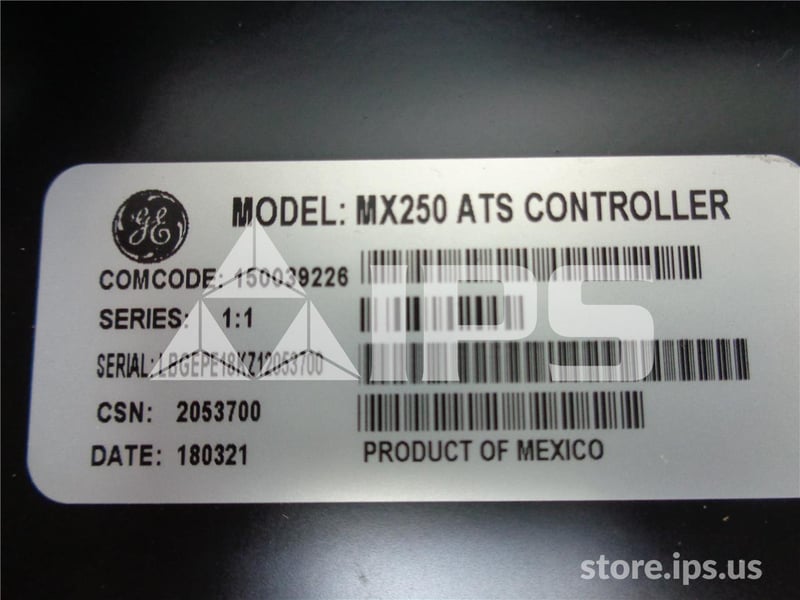 GE
MODEL: MX250 ATS CONTROLLER
COMCODE: 150039226
SERIES: 1:1
SERIAL: LBGEPE18KZ12053700
CSN: 2053700
DATE: 180321
PRODUCT OF MEXICO
IPS
store.ips.us